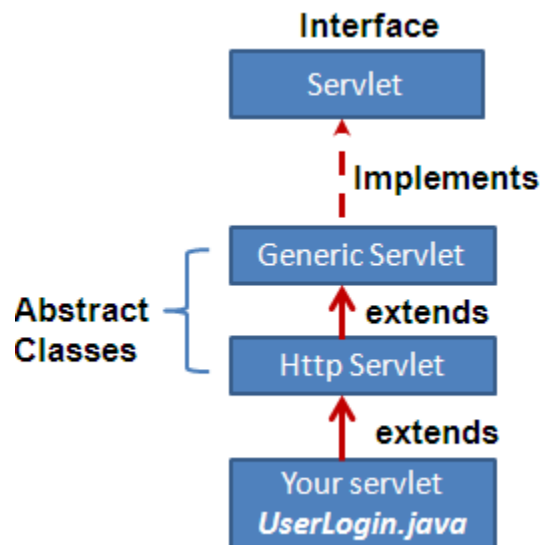 Interface
Servlet
Implements
Generic Servlet
Abstract
Classes
extends
Http Servlet
extends
Your servlet
UserLogin.java